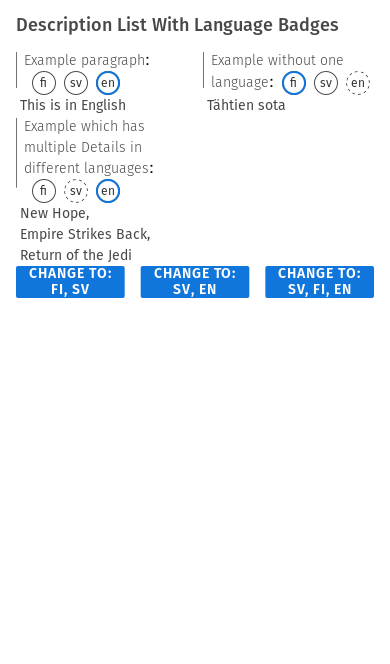 Description List With Language Badges
Example paragraph:
fi sv en
This is in English
Example without one
language: fi sv en
Tähtien sota
Example which has
multiple Details in
different languages:
fi sv en
New Hope,
Empire Strikes Back,
Return of the Jedi
CHANGE TO:
FI, SV
CHANGE TO:
SV, EN
CHANGE TO:
SV, FI, EN